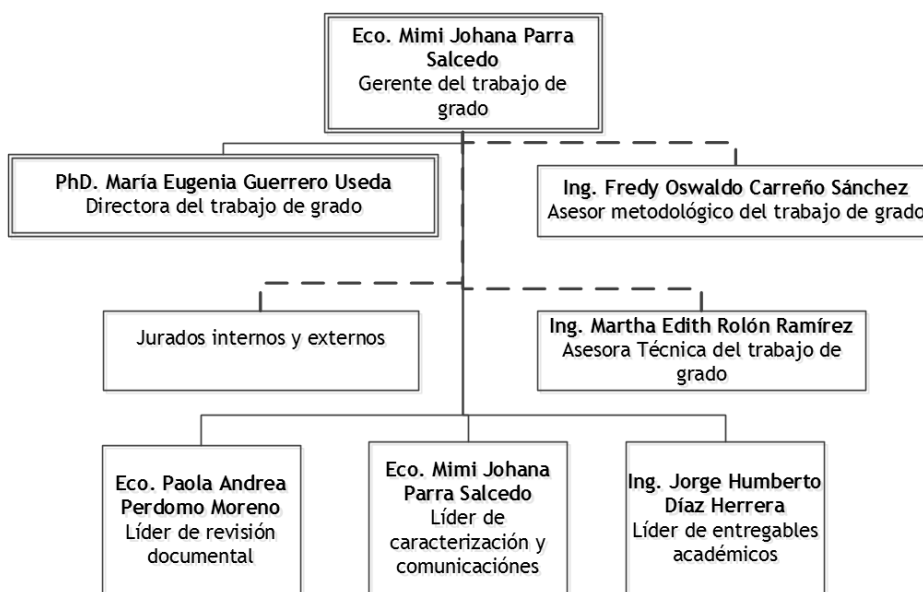 Eco. Mimi Johana Parra
Salcedo
Gerente del trabajo de
grado
PhD. María Eugenia Guerrero Useda
Directora del trabajo de grado
Ing. Fredy Oswaldo Carreño Sánchez
Asesor metodológico del trabajo de grado
Jurados internos y externos
Ing. Martha Edith Rolón Ramírez
Asesora Técnica del trabajo de
grado
Eco. Paola Andrea
Perdomo Moreno
Líder de revisión
documental
Eco. Mimi Johana
Parra Salcedo
Líder de
caracterización y
comunicaciónes
Ing. Jorge Humberto
Díaz Herrera
Líder de entregables
académicos